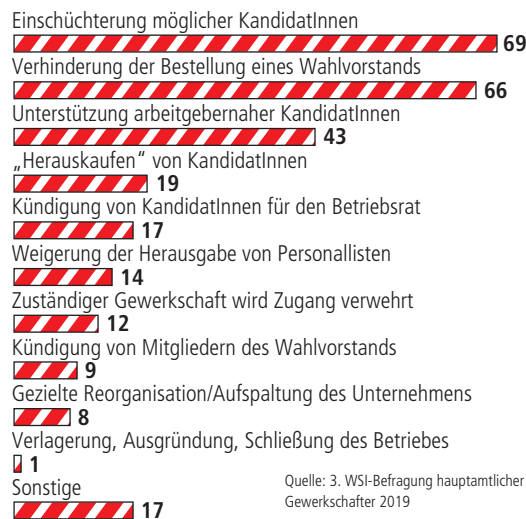 Einschüchterung möglicher KandidatInnen
69
Verhinderung der Bestellung eines Wahlvorstands
66
Unterstützung arbeitgebernaher KandidatInnen
43
„Herauskaufen“ von KandidatInnen
19
Kündigung von KandidatInnen für den Betriebsrat
17
Weigerung der Herausgabe von Personallisten
14
Zuständiger Gewerkschaft wird Zugang verwehrt
12
Kündigung von Mitgliedern des Wahlvorstands
9
Gezielte Reorganisation/Aufspaltung des Unternehmens
8
Verlagerung, Ausgründung, Schließung des Betriebes
1
Sonstige
17
Quelle: 3. WSI-Befragung hauptamtlicher
Gewerkschafter 2019